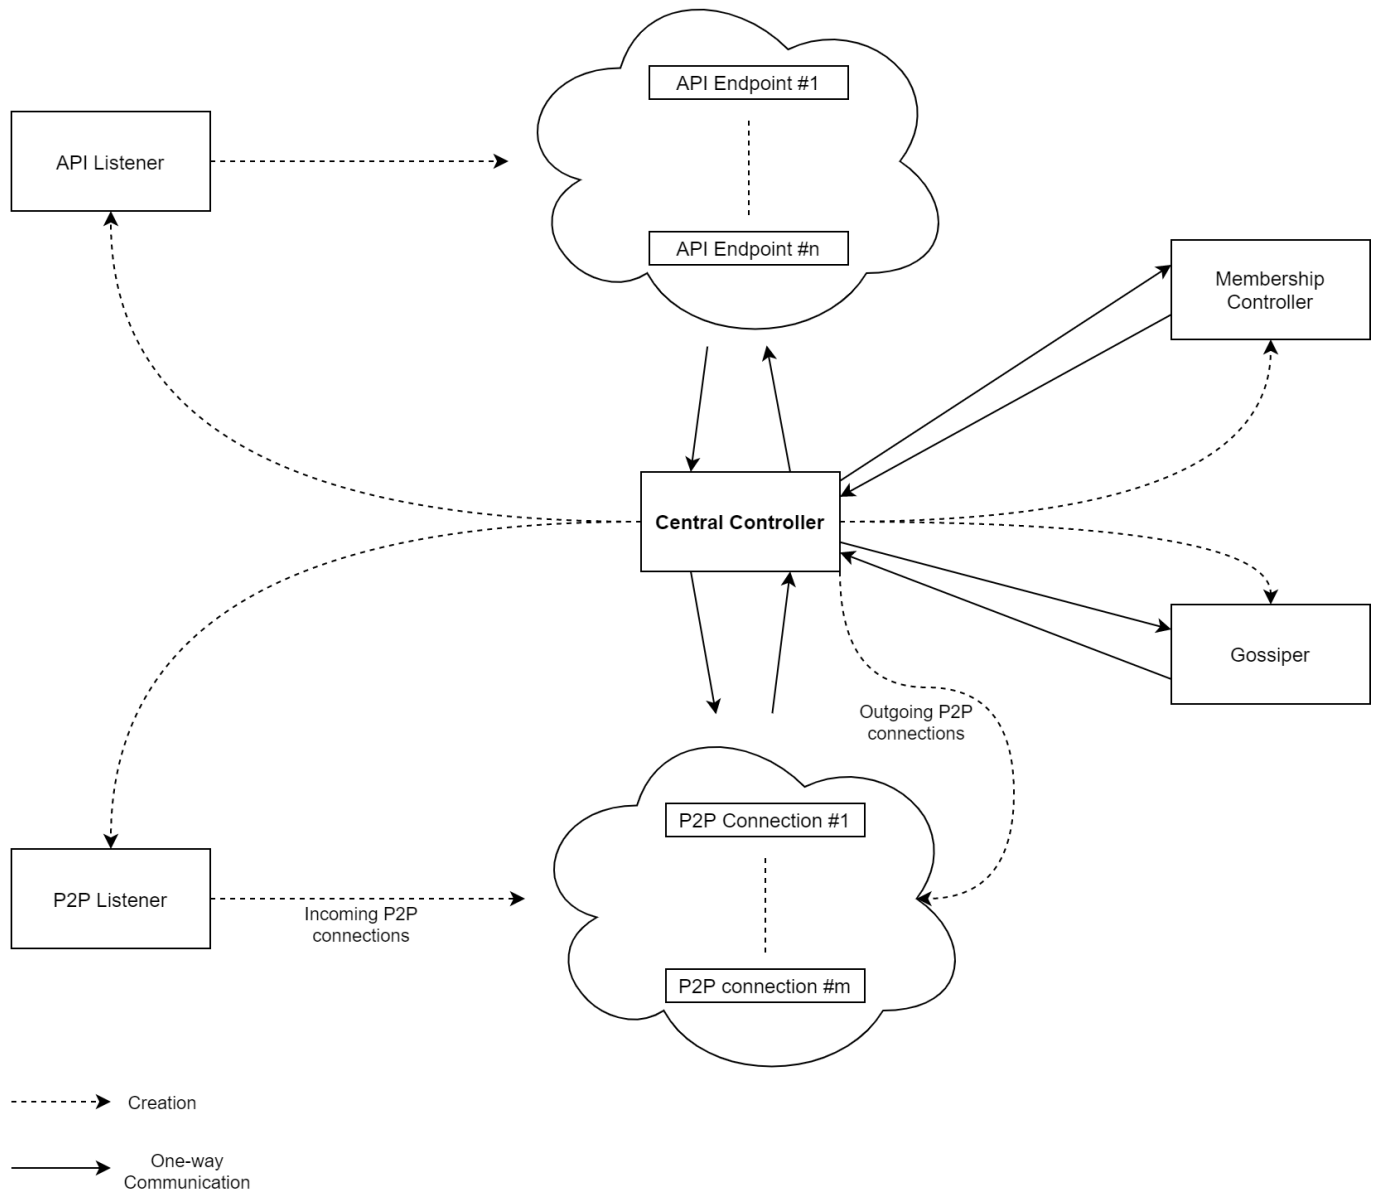 API Endpoint #1
API Listener
API Endpoint #n
Membership
Controller
Central Controller
Gossiper
Outgoing P2P
connections
P2P Connection #1
P2P Listener
Incoming P2P
connections
P2P connection #m
Creation
One-way
Communication